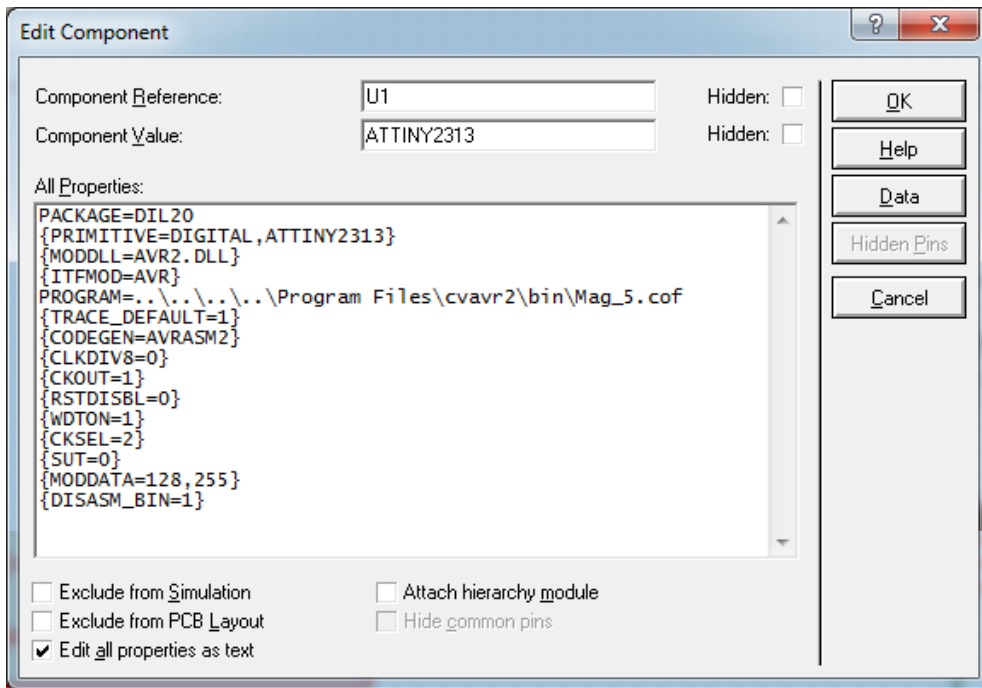 Edit Component
?
X
Component Reference:
U1
Hidden:
OK
Component Value:
ATTINY2313
Hidden:
Help
All Properties:
Data
PACKAGE=DIL20
{PRIMITIVE=DIGITAL,ATTINY2313}
{MODDLL=AVR2.DLL}
Hidden Pins
{ITFMOD=AVR}
PROGRAM=..\..\..\..\Program Files\cvavr2\bin\Mag_5.cof
Cancel
{TRACE_DEFAULT=1}
{CODEGEN=AVRASM2}
{CLKDIV8=0}
{CKOUT=1}
{RSTDISBL=0}
{WDTON=1}
{CKSEL=2}
{SUT=0}
{MODDATA=128,255}
{DISASM_BIN=1}
Exclude from Simulation
Attach hierarchy module
Exclude from PCB Layout
Hide common pins
Edit all properties as text